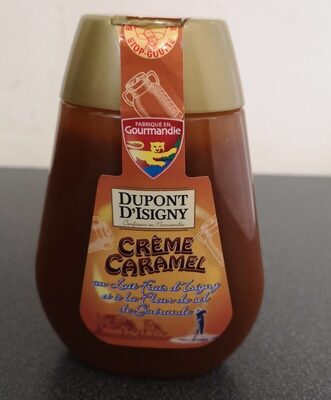 STOP-GOUTTE
FABRIQUÉ EN
Gourmandie
DUPONT
D'ISIGNY
Confiseur en Normandie
CRÈME
CARAMEL
au Lait Frais d'Isigny
et à la Fleur de sel
de Guérande